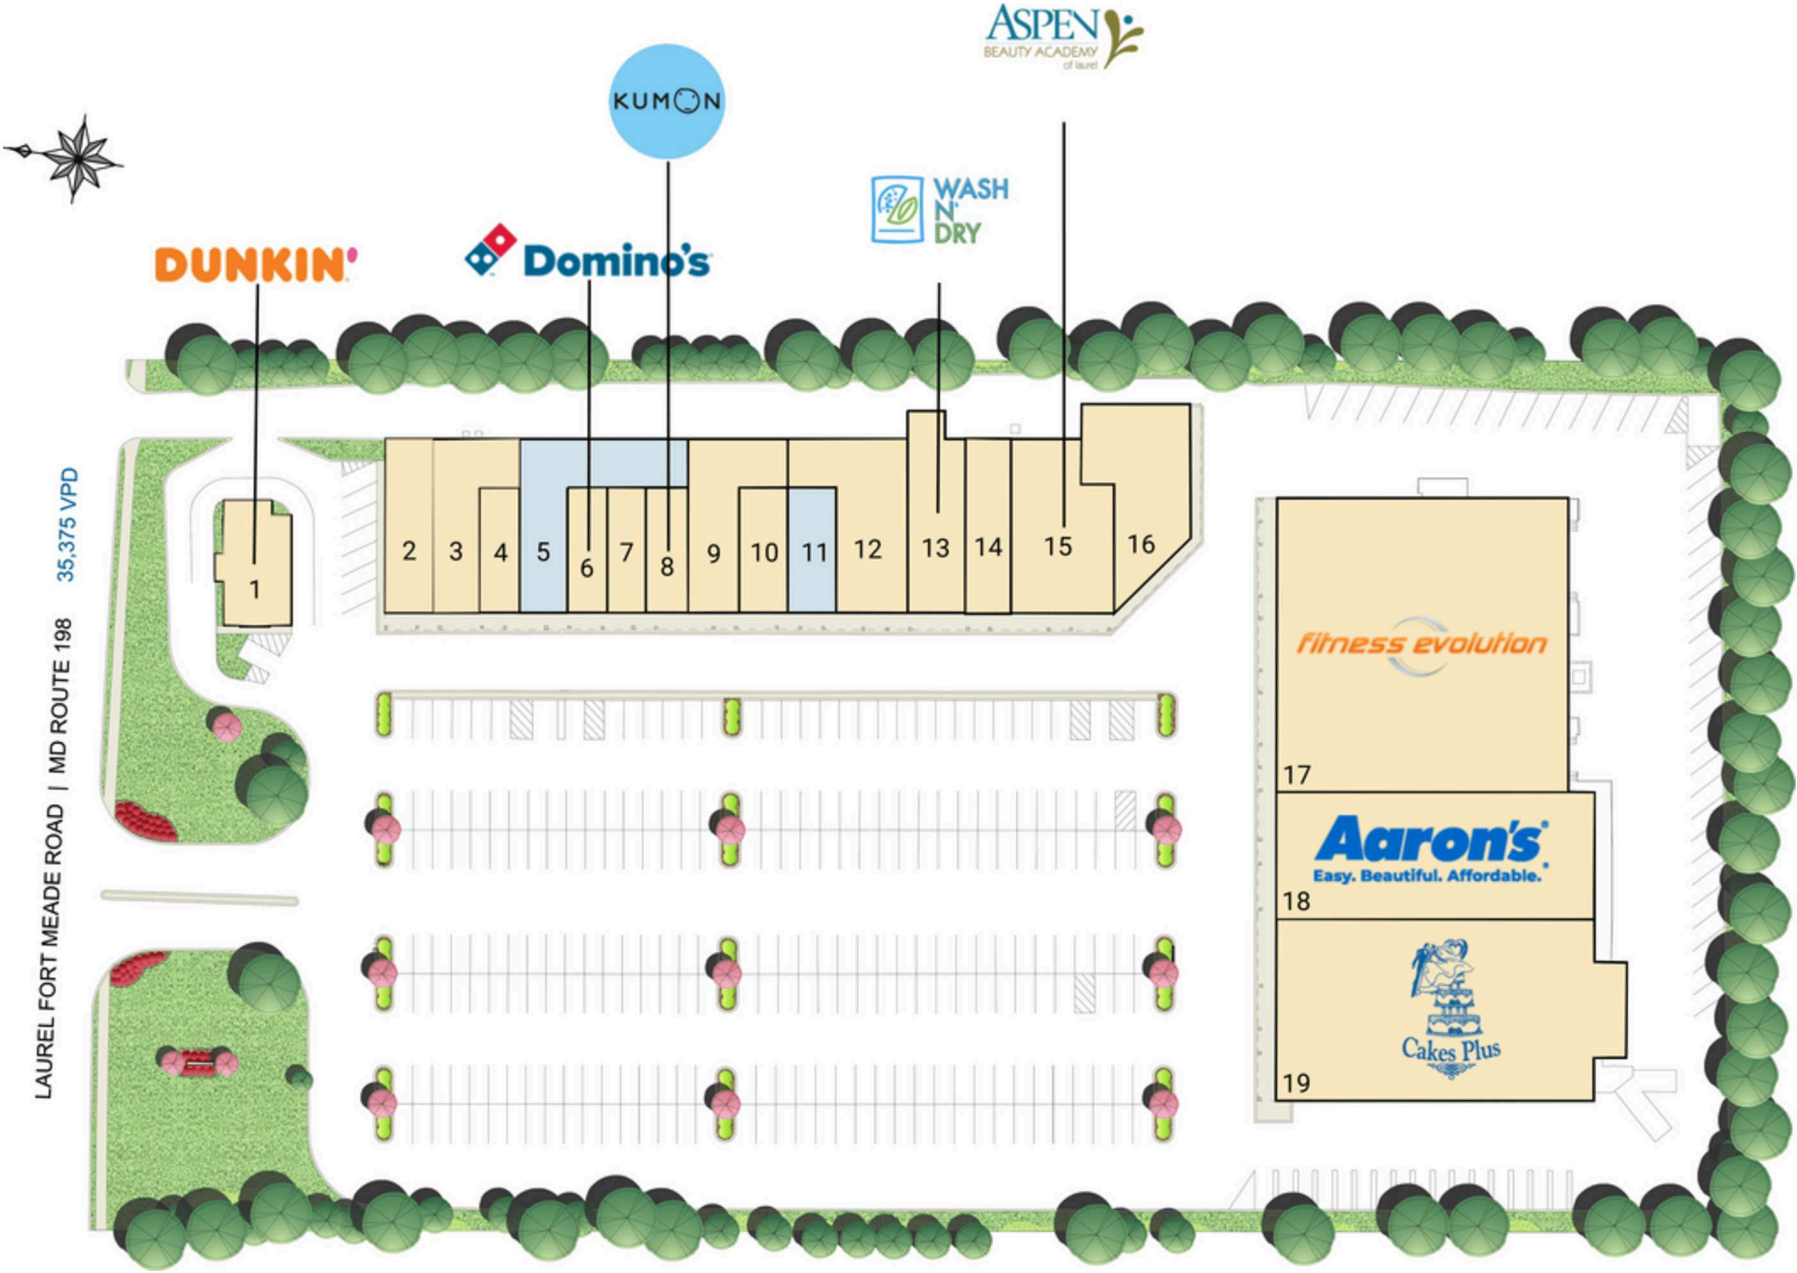 ASPEN
BEAUTY ACADEMY
of laurel
KUMON
WASH
N'
DRY
DUNKIN'
Domino's
35,375 VPD
LAUREL FORT MEADE ROAD | MD ROUTE 198
1
2
3
4
5
6
7
8
9
10
11
12
13
14
15
16
fitness evolution
17
Aaron's
Easy. Beautiful. Affordable.
18
Cakes Plus
19